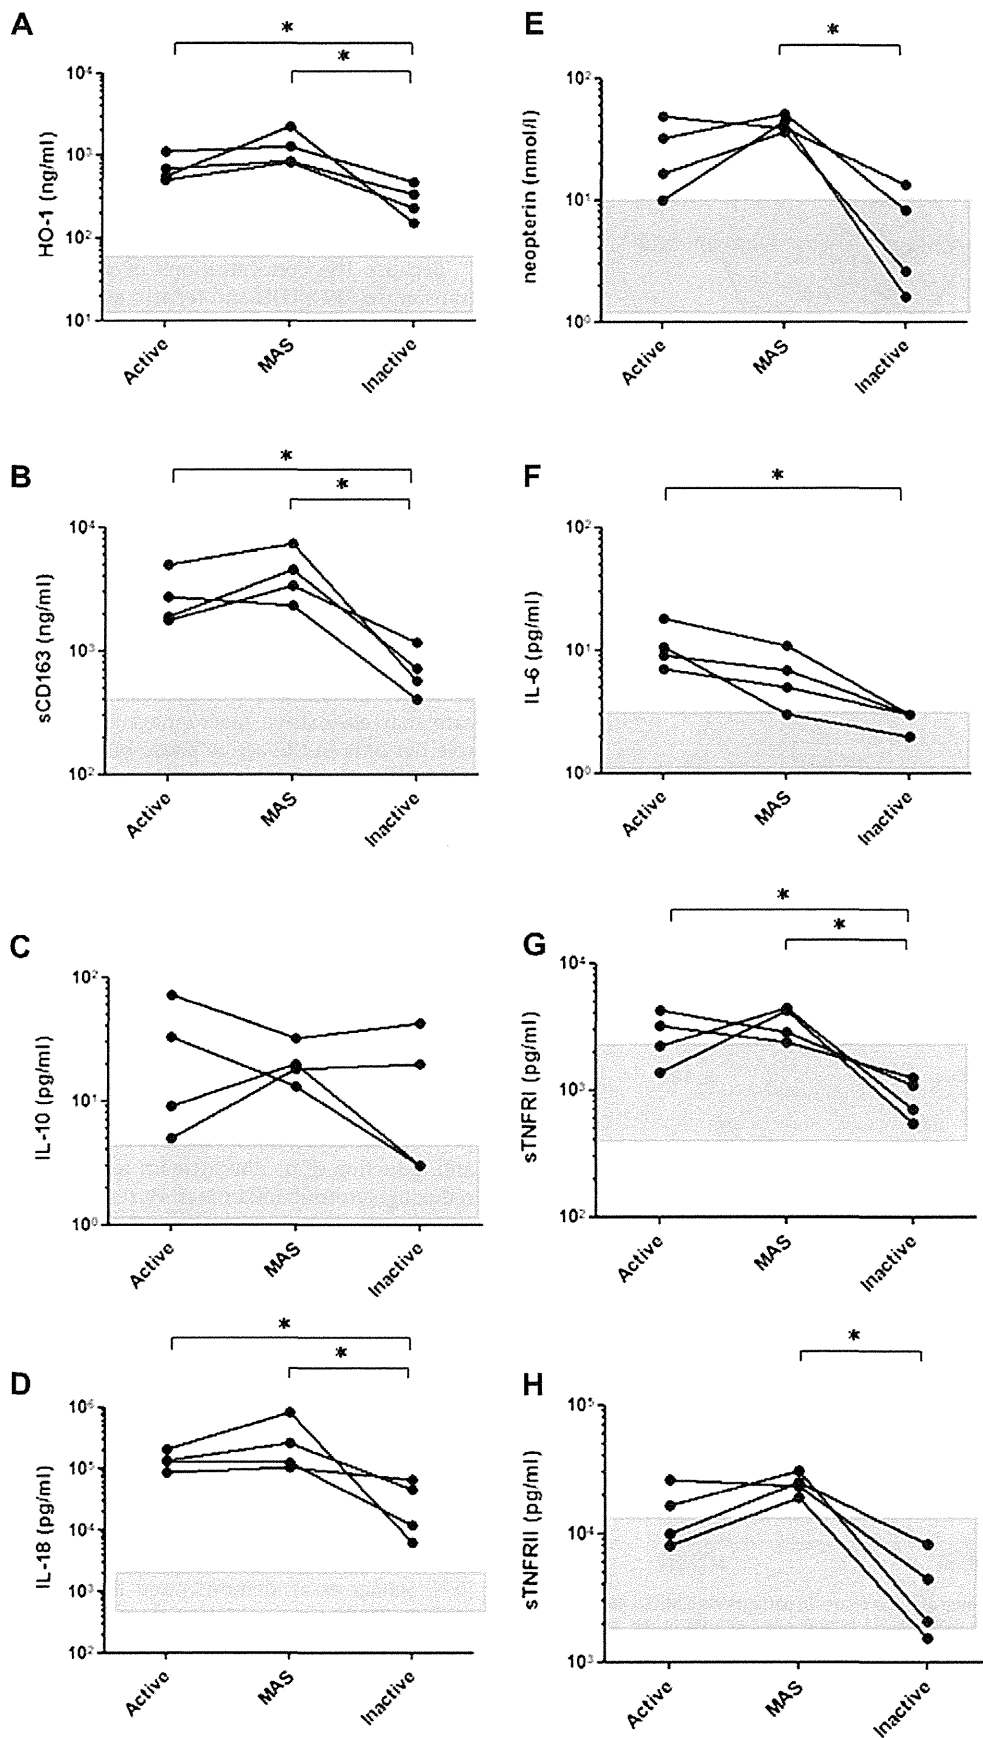 A
*
*
HO-1 (ng/ml)
10⁴
10³
10²
10¹
Active
MAS
Inactive
E
*
neopterin (nmol/l)
10²
10¹
10⁰
Active
MAS
Inactive
B
*
*
sCD163 (ng/ml)
10⁴
10³
10²
Active
MAS
Inactive
F
*
IL-6 (pg/ml)
10²
10¹
10⁰
Active
MAS
Inactive
C
IL-10 (pg/ml)
10²
10¹
10⁰
Active
MAS
Inactive
G
*
*
sTNFRI (pg/ml)
10⁴
10³
10²
Active
MAS
Inactive
D
*
*
IL-18 (pg/ml)
10⁶
10⁵
10⁴
10³
10²
Active
MAS
Inactive
H
*
sTNFRII (pg/ml)
10⁵
10⁴
10³
Active
MAS
Inactive